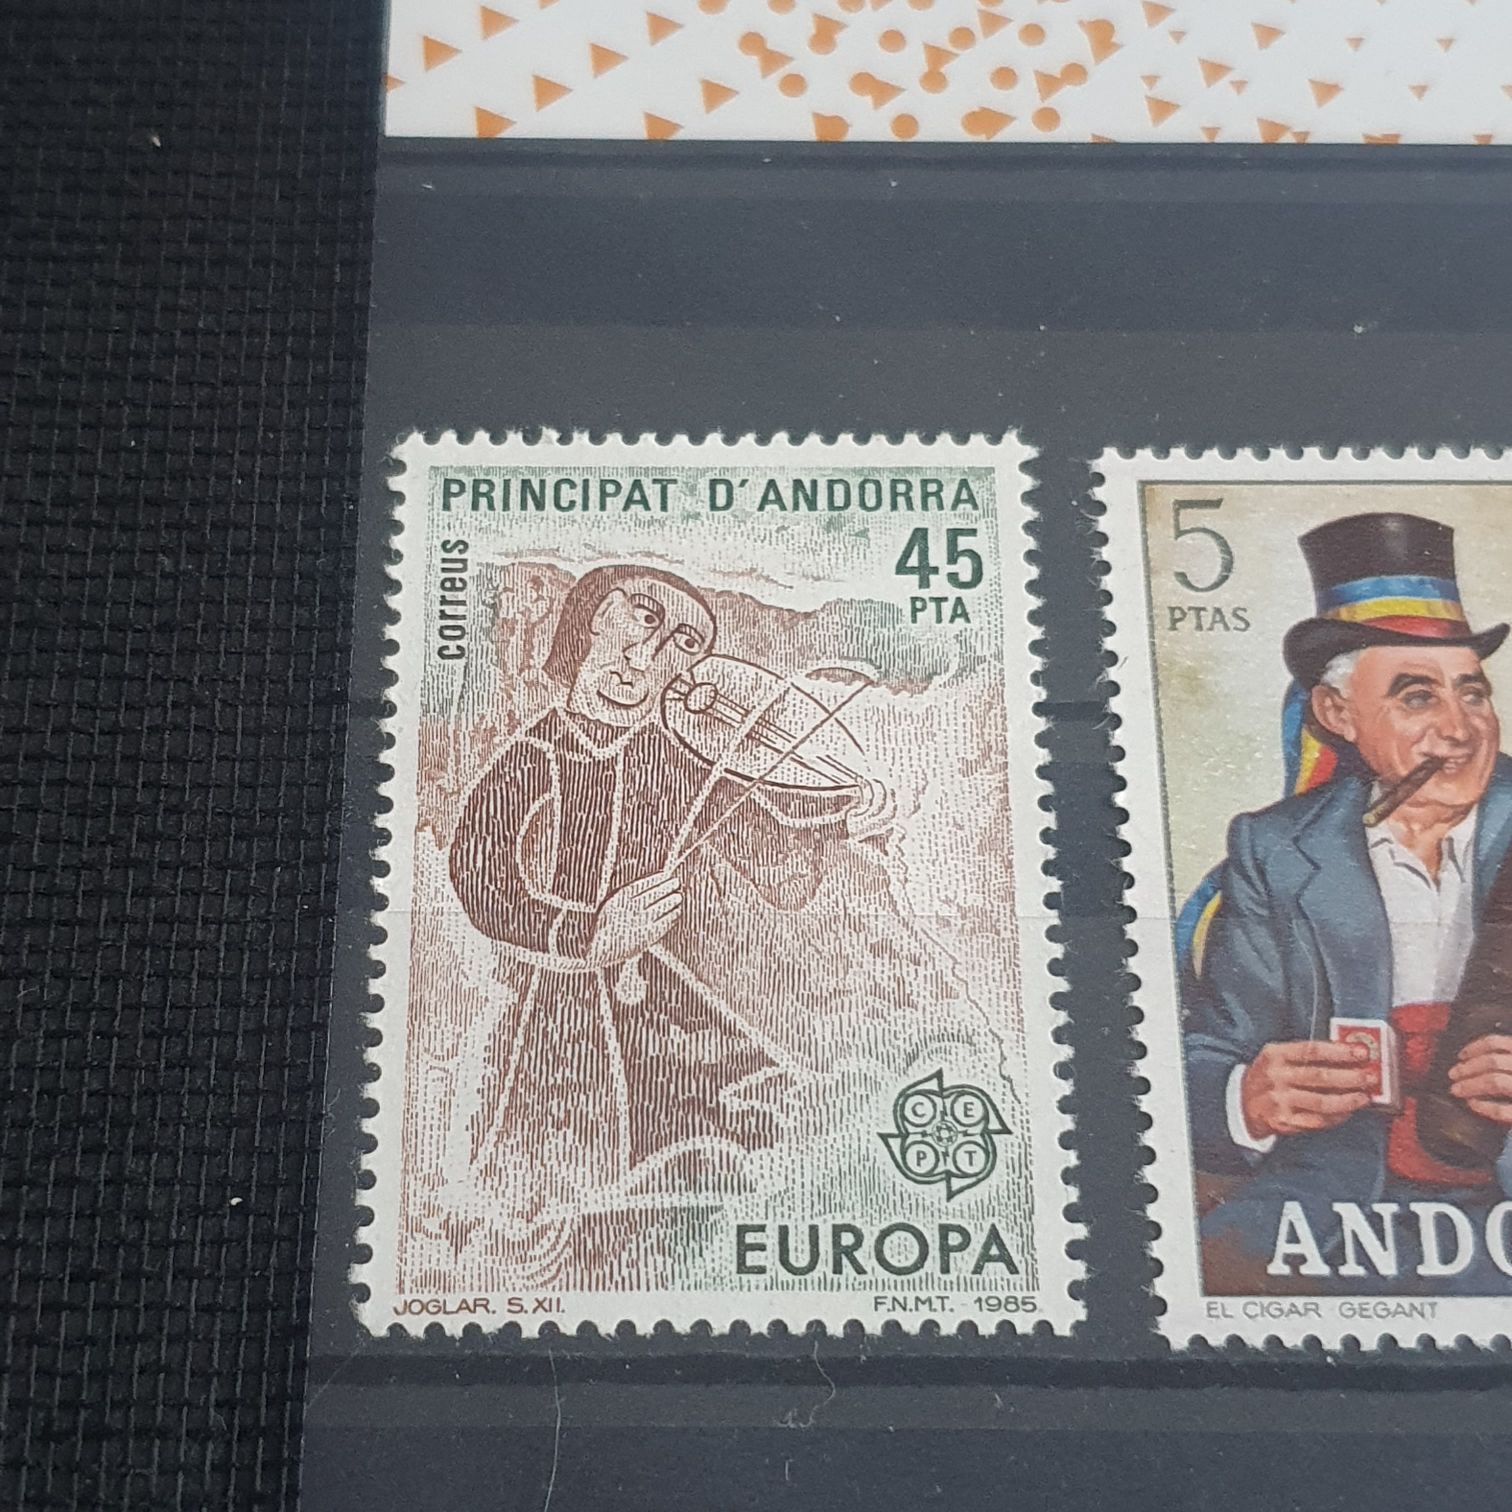 PRINCIPAT D'ANDORRA
45
PTA
correus
C E
P T
EUROPA
JOGLAR. S. XII.
F.N.M.T. - 1985
5
PTAS
ANDO
EL CIGAR GEGANT